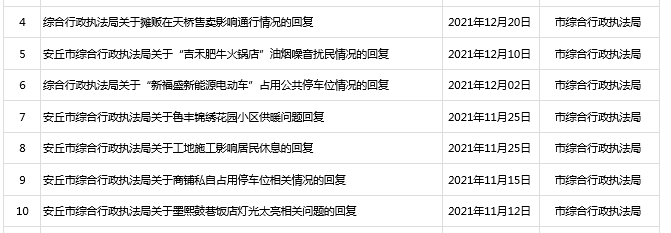 4 综合行政执法局关于摊贩在天桥售卖影响通行情况的回复 2021年12月20日 市综合行政执法局
5 安丘市综合行政执法局关于“吉禾肥牛火锅店”油烟噪音扰民情况的回复 2021年12月10日 市综合行政执法局
6 综合行政执法局关于“新福盛新能源电动车”占用公共停车位情况的回复 2021年12月02日 市综合行政执法局
7 安丘市综合行政执法局关于鲁丰锦绣花园小区供暖问题回复 2021年11月25日 市综合行政执法局
8 安丘市综合行政执法局关于工地施工影响居民休息的回复 2021年11月25日 市综合行政执法局
9 安丘市综合行政执法局关于商铺私自占用停车位相关情况的回复 2021年11月15日 市综合行政执法局
10 安丘市综合行政执法局关于墨熙鼓巷饭店灯光太亮相关问题的回复 2021年11月12日 市综合行政执法局